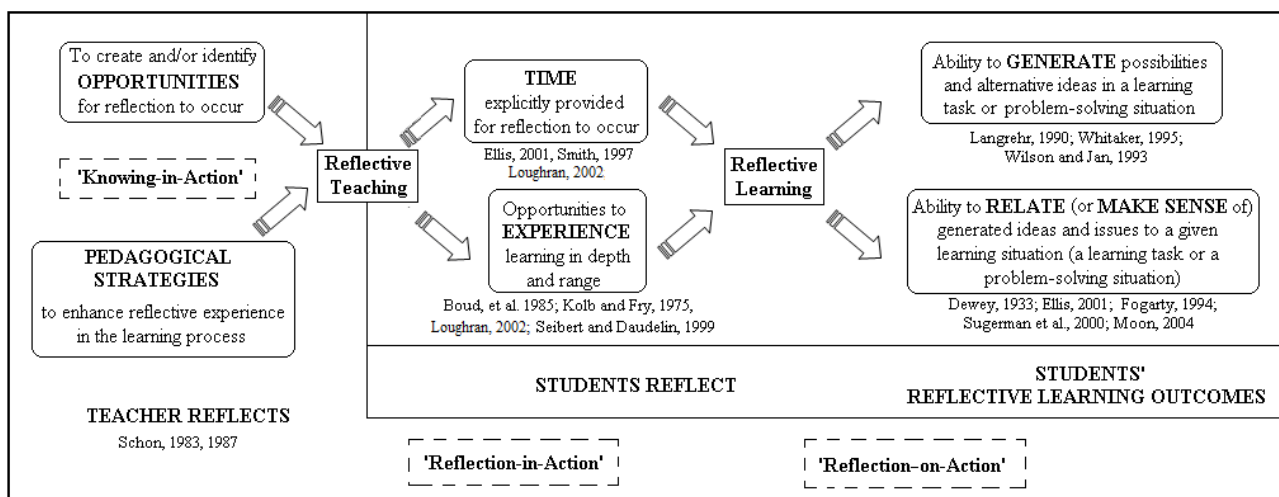 To create and/or identify
OPPORTUNITIES
for reflection to occur
'Knowing-in-Action'
PEDAGOGICAL
STRATEGIES
to enhance reflective experience
in the learning process
TEACHER REFLECTS
Schon, 1983, 1987
Reflective
Teaching
TIME
explicitly provided
for reflection to occur
Ellis, 2001, Smith, 1997
Loughran, 2002
Opportunities to
EXPERIENCE
learning in depth
and range
Boud, et al. 1985; Kolb and Fry, 1975,
Loughran, 2002; Seibert and Daudelin, 1999
Reflective
Learning
Ability to GENERATE possibilities
and alternative ideas in a learning
task or problem-solving situation
Langrehr, 1990; Whitaker, 1995;
Wilson and Jan, 1993
Ability to RELATE (or MAKE SENSE of)
generated ideas and issues to a given
learning situation (a learning task or a
problem-solving situation)
Dewey, 1933; Ellis, 2001; Fogarty, 1994;
Sugerman et al., 2000; Moon, 2004
STUDENTS REFLECT
STUDENTS'
REFLECTIVE LEARNING OUTCOMES
'Reflection-in-Action'
'Reflection-on-Action'